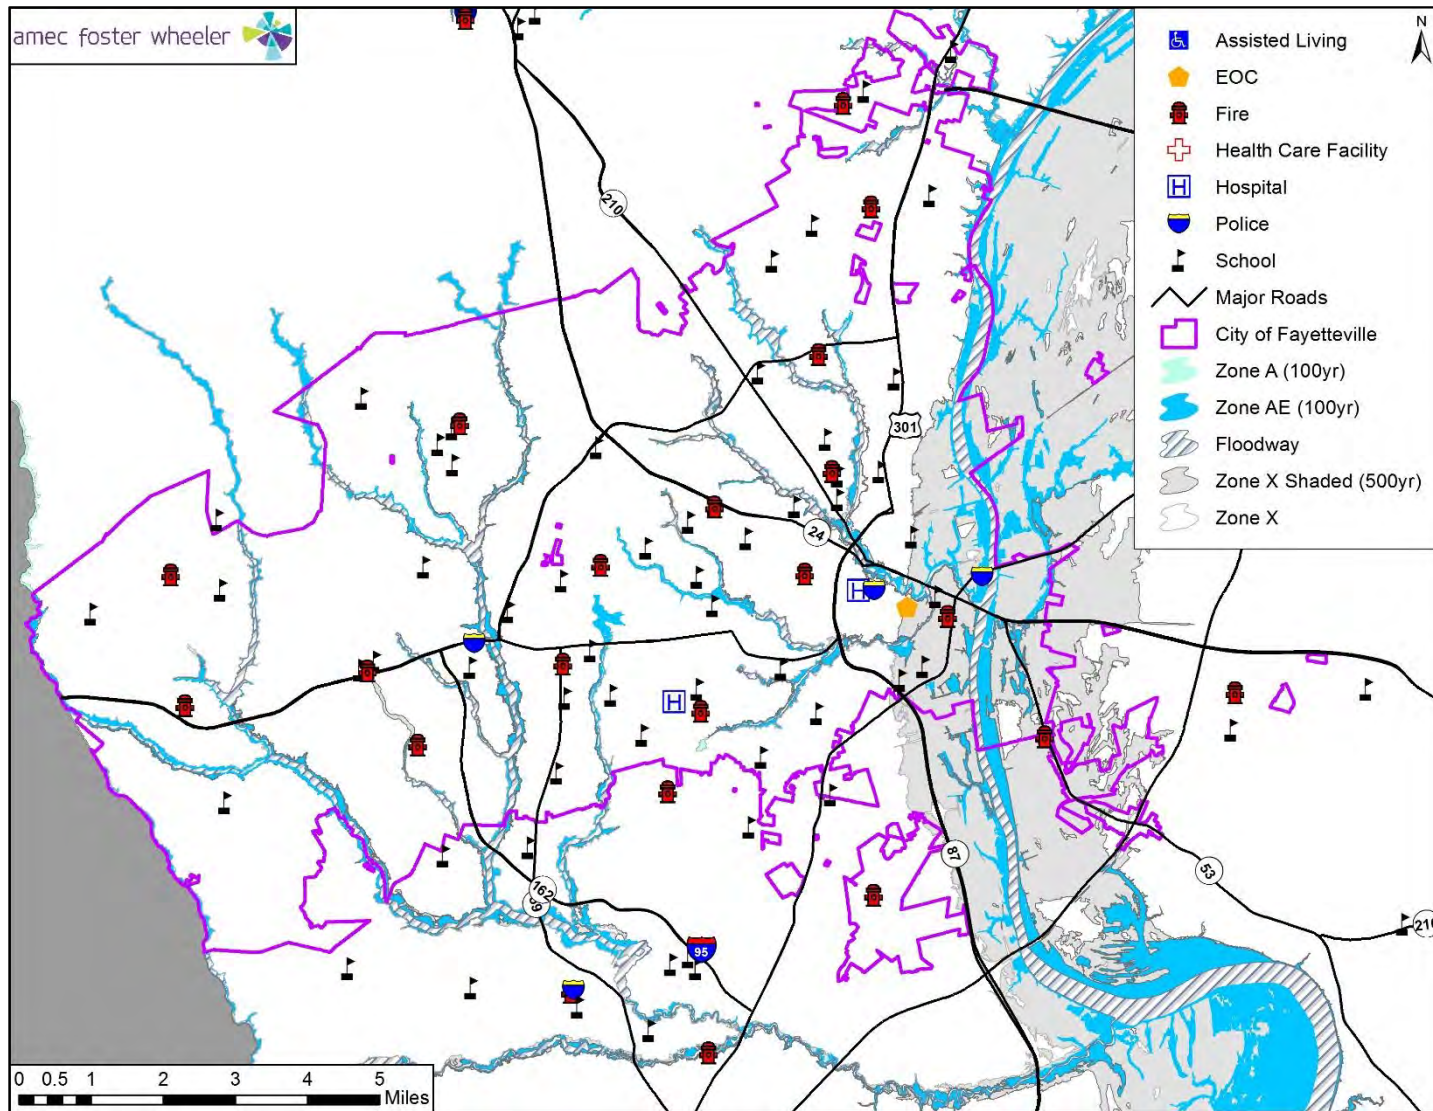 amec foster wheeler
N
Assisted Living
EOC
Fire
Health Care Facility
H Hospital
Police
School
Major Roads
City of Fayetteville
Zone A (100yr)
Zone AE (100yr)
Floodway
Zone X Shaded (500yr)
Zone X
210
301
24
H
H
87
53
162
95
0 0.5 1 2 3 4 5
Miles